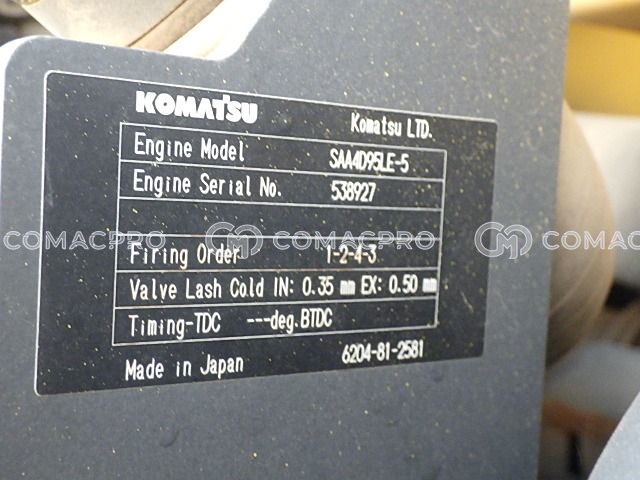 KOMATSU
Komatsu LTD.
Engine Model SAA4D95LE-5
Engine Serial No. 538927
COMACPRO COMACPRO COMACPRO
Firing Order 1-2-4-3
Valve Lash Cold IN: 0.35 mm EX: 0.50 mm
Timing-TDC ---deg.BTDC
Made in Japan 6204-81-2581